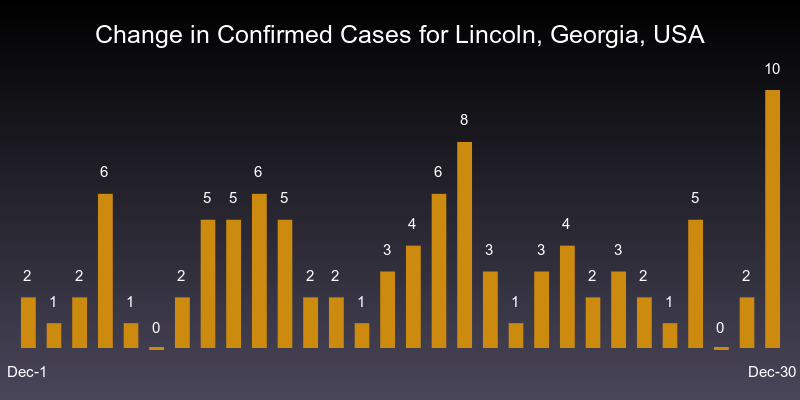 Change in Confirmed Cases for Lincoln, Georgia, USA
10
8
6 6 6
5 5 5 5
4 4
3 3 3 3
2 2 2 2 2 2 2 2
1 1 1 1 1
0 0
Dec-1 Dec-30